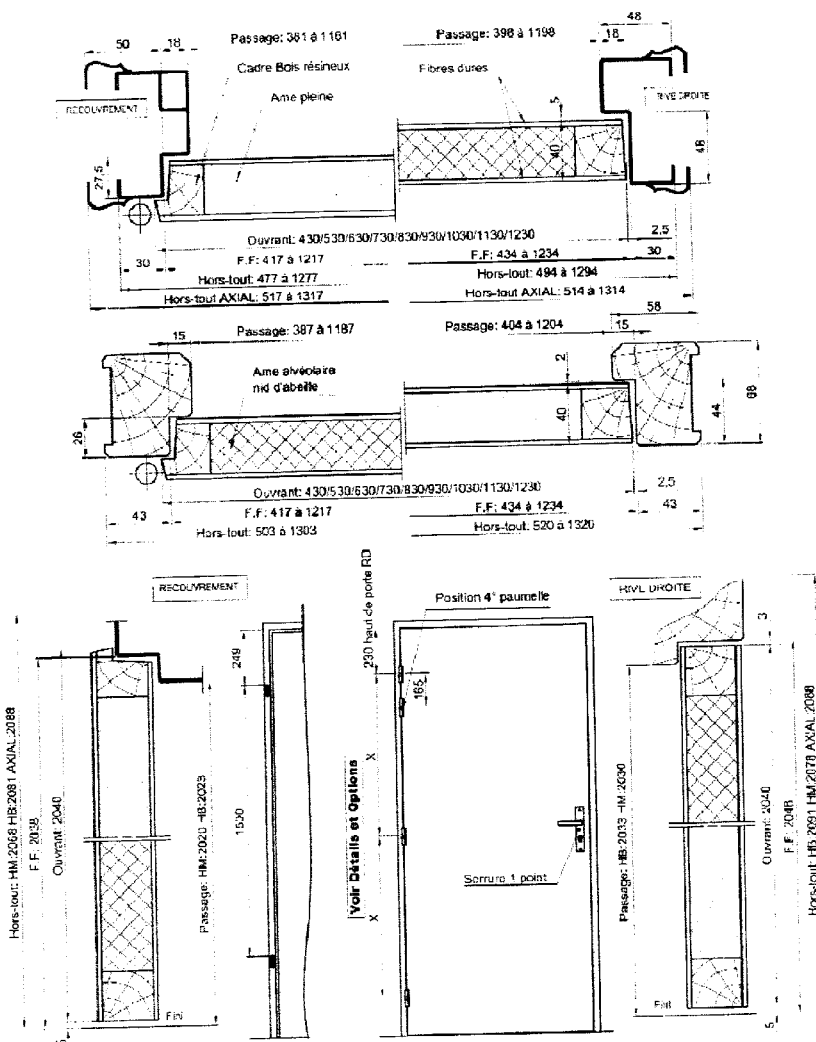 50
18
Passage: 381 à 1181
Passage: 398 à 1198
48
18
Cadre Bois résineux
Fibres dures
RECOUVREMENT
Ame pleine
RIVE DROITE
5
40
48
27,5
Ouvrant: 430/530/630/730/830/930/1030/1130/1230
2,5
30
F.F: 417 à 1217
F.F: 434 à 1234
30
Hors-tout: 477 à 1277
Hors-tout: 494 à 1294
Hors-tout AXIAL: 517 à 1317
Hors-tout AXIAL: 514 à 1314
58
15
Passage: 387 à 1187
Passage: 404 à 1204
15
Ame alvéolaire
nid d'abeille
2
40
44
68
26
Ouvrant: 430/530/630/730/830/930/1030/1130/1230
2,5
43
F.F: 417 à 1217
F.F: 434 à 1234
43
Hors-tout: 503 à 1303
Hors-tout: 520 à 1320
RECOUVREMENT
230 haut de porte RD
Position 4° paumelle
RIVE DROITE
3
249
165
Hors-tout: HM:2068 HB:2081 AXIAL:2088
F.F: 2038
Ouvrant: 2040
Passage: HM:2020 HB:2023
1500
X
Voir Détails et Options
X
Serrure 1 point
Passage: HB:2033 HM:2030
Ouvrant: 2040
F.F: 2048
Hors-tout: HB:2091 HM:2078 AXIAL:2088
Fini
Fini
5